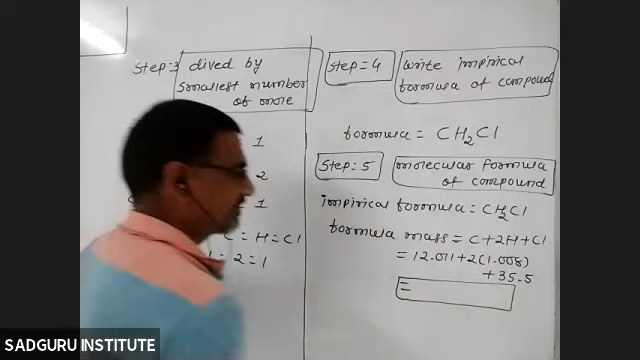 Step:3 dived by
smallest number
of mole
1
2
1
C = H = Cl
= 2 = 1
Step=4 write impirical
formula of compound
formula = CH2Cl
Step:5 molecular formula
of compound
impirical formula = CH2Cl
formula mass = C+2H+Cl
= 12.011+2(1.008)
+35.5
=
SADGURU INSTITUTE